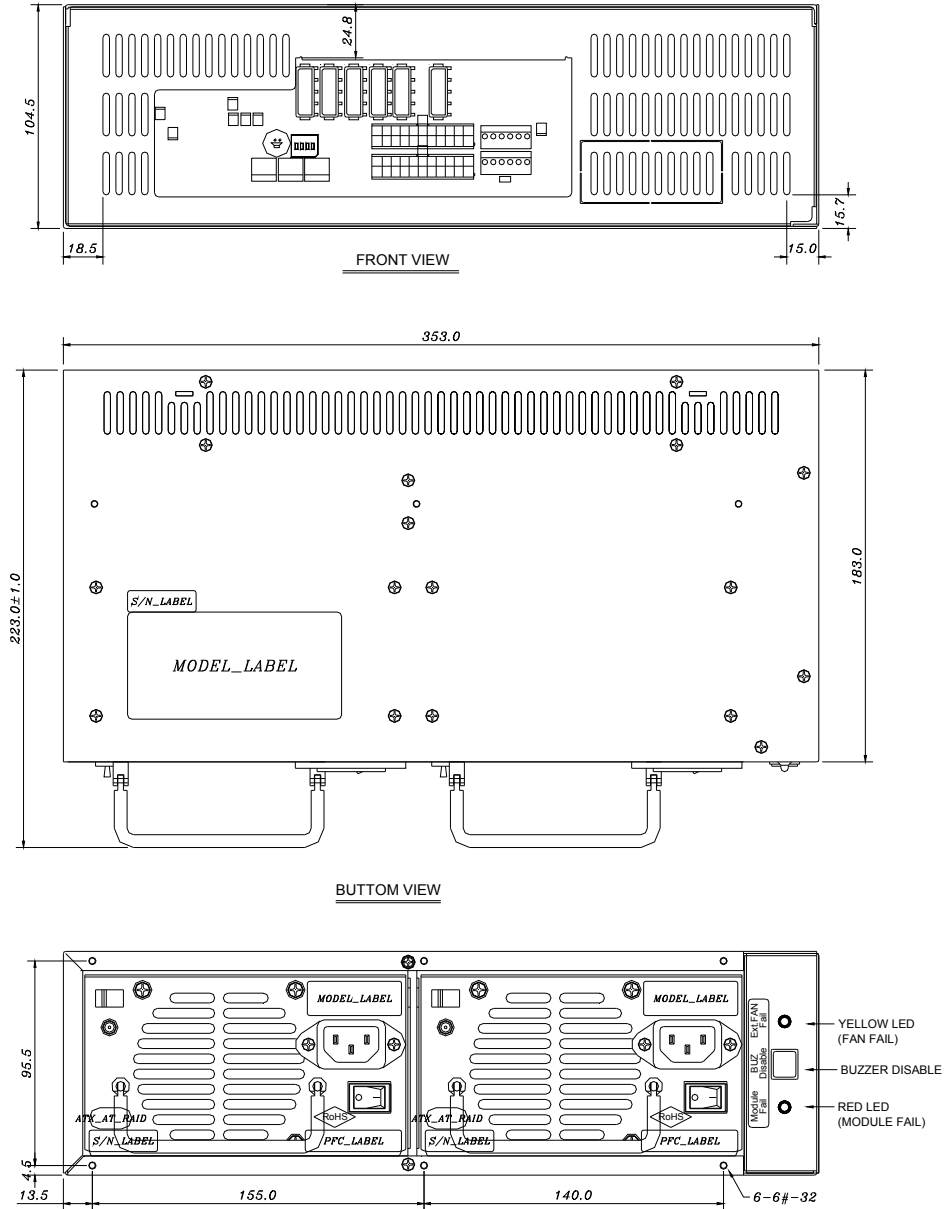 24.8
104.5
18.5
15.7
15.0
FRONT VIEW
353.0
223.0±1.0
183.0
S/N_LABEL
MODEL_LABEL
BUTTOM VIEW
MODEL_LABEL
MODEL_LABEL
Ext.FAN
Fail
BUZ
Disable
Module
Fail
YELLOW LED
(FAN FAIL)
BUZZER DISABLE
RED LED
(MODULE FAIL)
95.5
ATX_AT_RAID
RoHS
S/N_LABEL
PFC_LABEL
ATX_AT_RAID
RoHS
S/N_LABEL
PFC_LABEL
4.5
13.5
155.0
140.0
6-6#-32